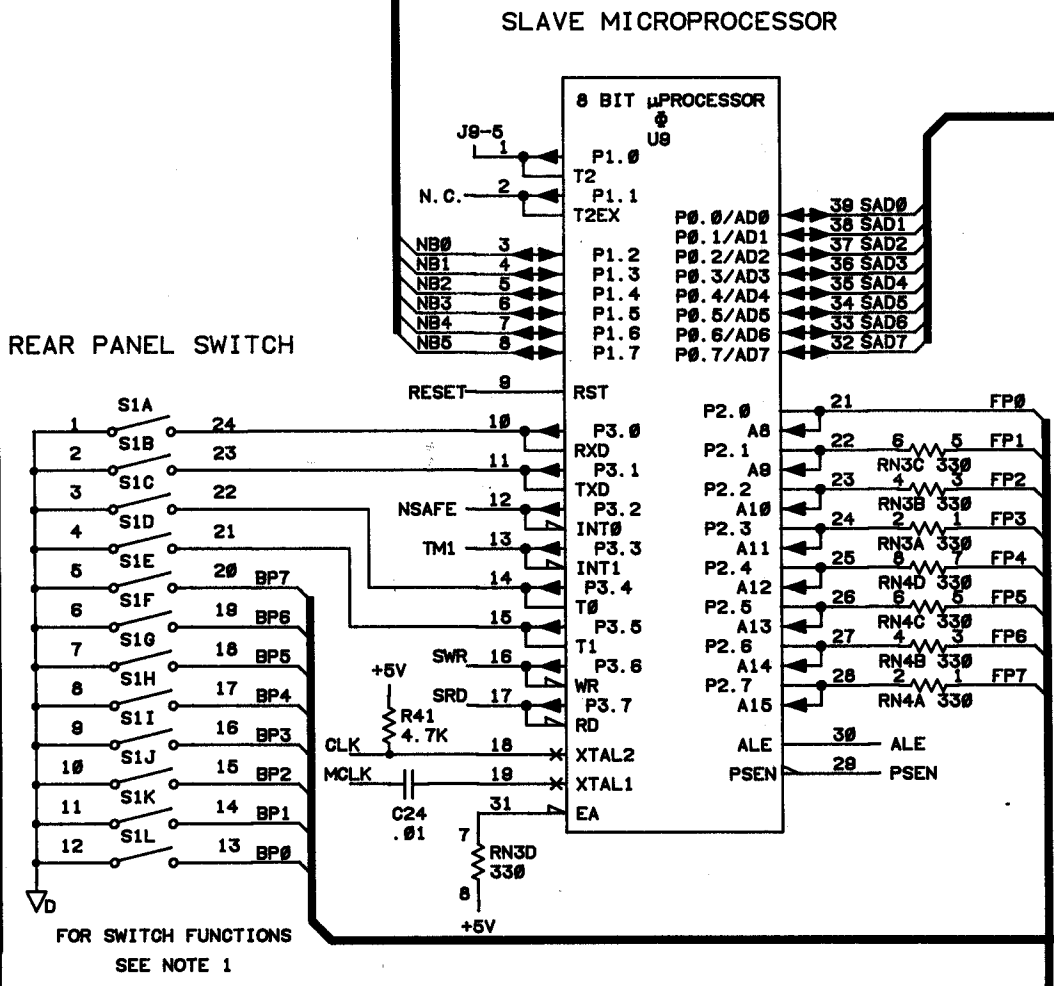 SLAVE MICROPROCESSOR
8 BIT µPROCESSOR
Φ
U9
J9-5 1 P1.0
T2
N.C. 2 P1.1
T2EX
NB0 3 P1.2
NB1 4 P1.3
NB2 5 P1.4
NB3 6 P1.5
NB4 7 P1.6
NB5 8 P1.7
P0.0/AD0 39 SAD0
P0.1/AD1 38 SAD1
P0.2/AD2 37 SAD2
P0.3/AD3 36 SAD3
P0.4/AD4 35 SAD4
P0.5/AD5 34 SAD5
P0.6/AD6 33 SAD6
P0.7/AD7 32 SAD7
REAR PANEL SWITCH
RESET 9 RST
1 S1A 24 10 P3.0
RXD
2 S1B 23 11 P3.1
TXD
3 S1C 22 NSAFE 12 P3.2
INT0
4 S1D 21 TM1 13 P3.3
INT1
5 S1E 20 BP7 14 P3.4
T0
6 S1F 19 BP6 15 P3.5
T1
7 S1G 18 BP5 SWR 16 P3.6
WR
8 S1H 17 BP4 SRD 17 P3.7
RD
9 S1I 16 BP3
10 S1J 15 BP2
11 S1K 14 BP1
12 S1L 13 BP0
+5V
R41
4.7K
CLK 18 XTAL2
MCLK 19 XTAL1
C24
.01
31 EA
7 RN3D
330
8
+5V
P2.0 21 FP0
A8
P2.1 22 6 5 FP1
A9 RN3C 330
P2.2 23 4 3 FP2
A10 RN3B 330
P2.3 24 2 1 FP3
A11 RN3A 330
P2.4 25 8 7 FP4
A12 RN4D 330
P2.5 26 6 5 FP5
A13 RN4C 330
P2.6 27 4 3 FP6
A14 RN4B 330
P2.7 28 2 1 FP7
A15 RN4A 330
ALE 30 ALE
PSEN 29 PSEN
D
FOR SWITCH FUNCTIONS
SEE NOTE 1